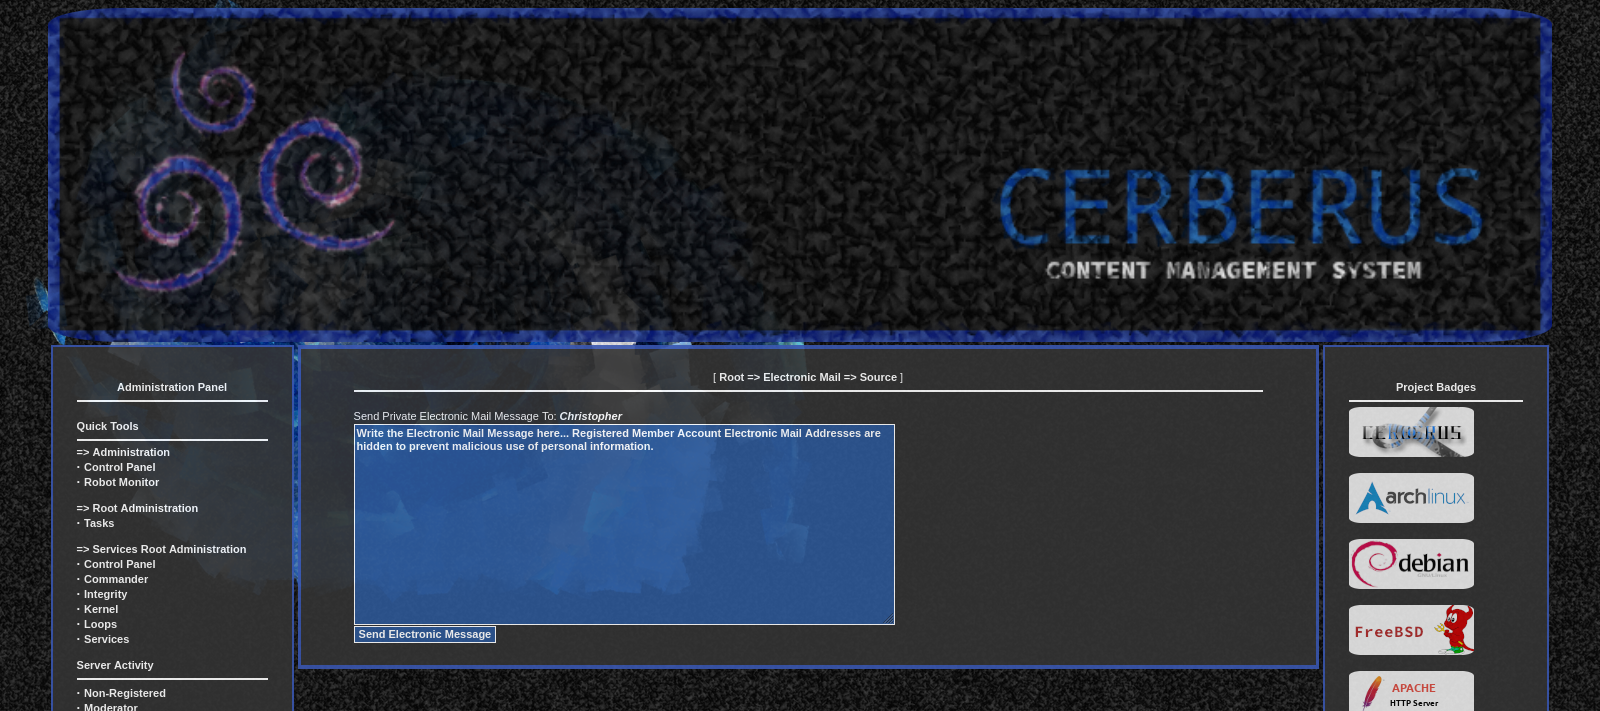 CERBERUS
CONTENT MANAGEMENT SYSTEM
Administration Panel
Quick Tools
=> Administration
· Control Panel
· Robot Monitor
=> Root Administration
· Tasks
=> Services Root Administration
· Control Panel
· Commander
· Integrity
· Kernel
· Loops
· Services
Server Activity
· Non-Registered
· Moderator
[ Root => Electronic Mail => Source ]
Send Private Electronic Mail Message To: Christopher
Write the Electronic Mail Message here... Registered Member Account Electronic Mail Addresses are
hidden to prevent malicious use of personal information.
Send Electronic Message
Project Badges
CERBERUS
archlinux
debian
FreeBSD
APACHE
HTTP Server